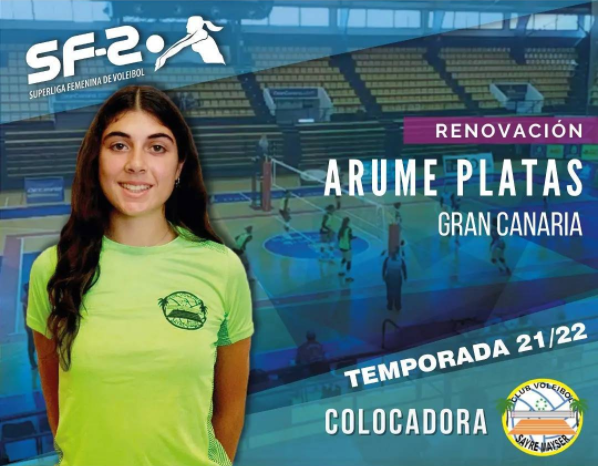 SF-2
SUPERLIGA FEMENINA DE VOLEIBOL
RENOVACIÓN
ARUME PLATAS
GRAN CANARIA
TEMPORADA 21/22
COLOCADORA
CLUB VOLEIBOL
SAYRE MAYSER